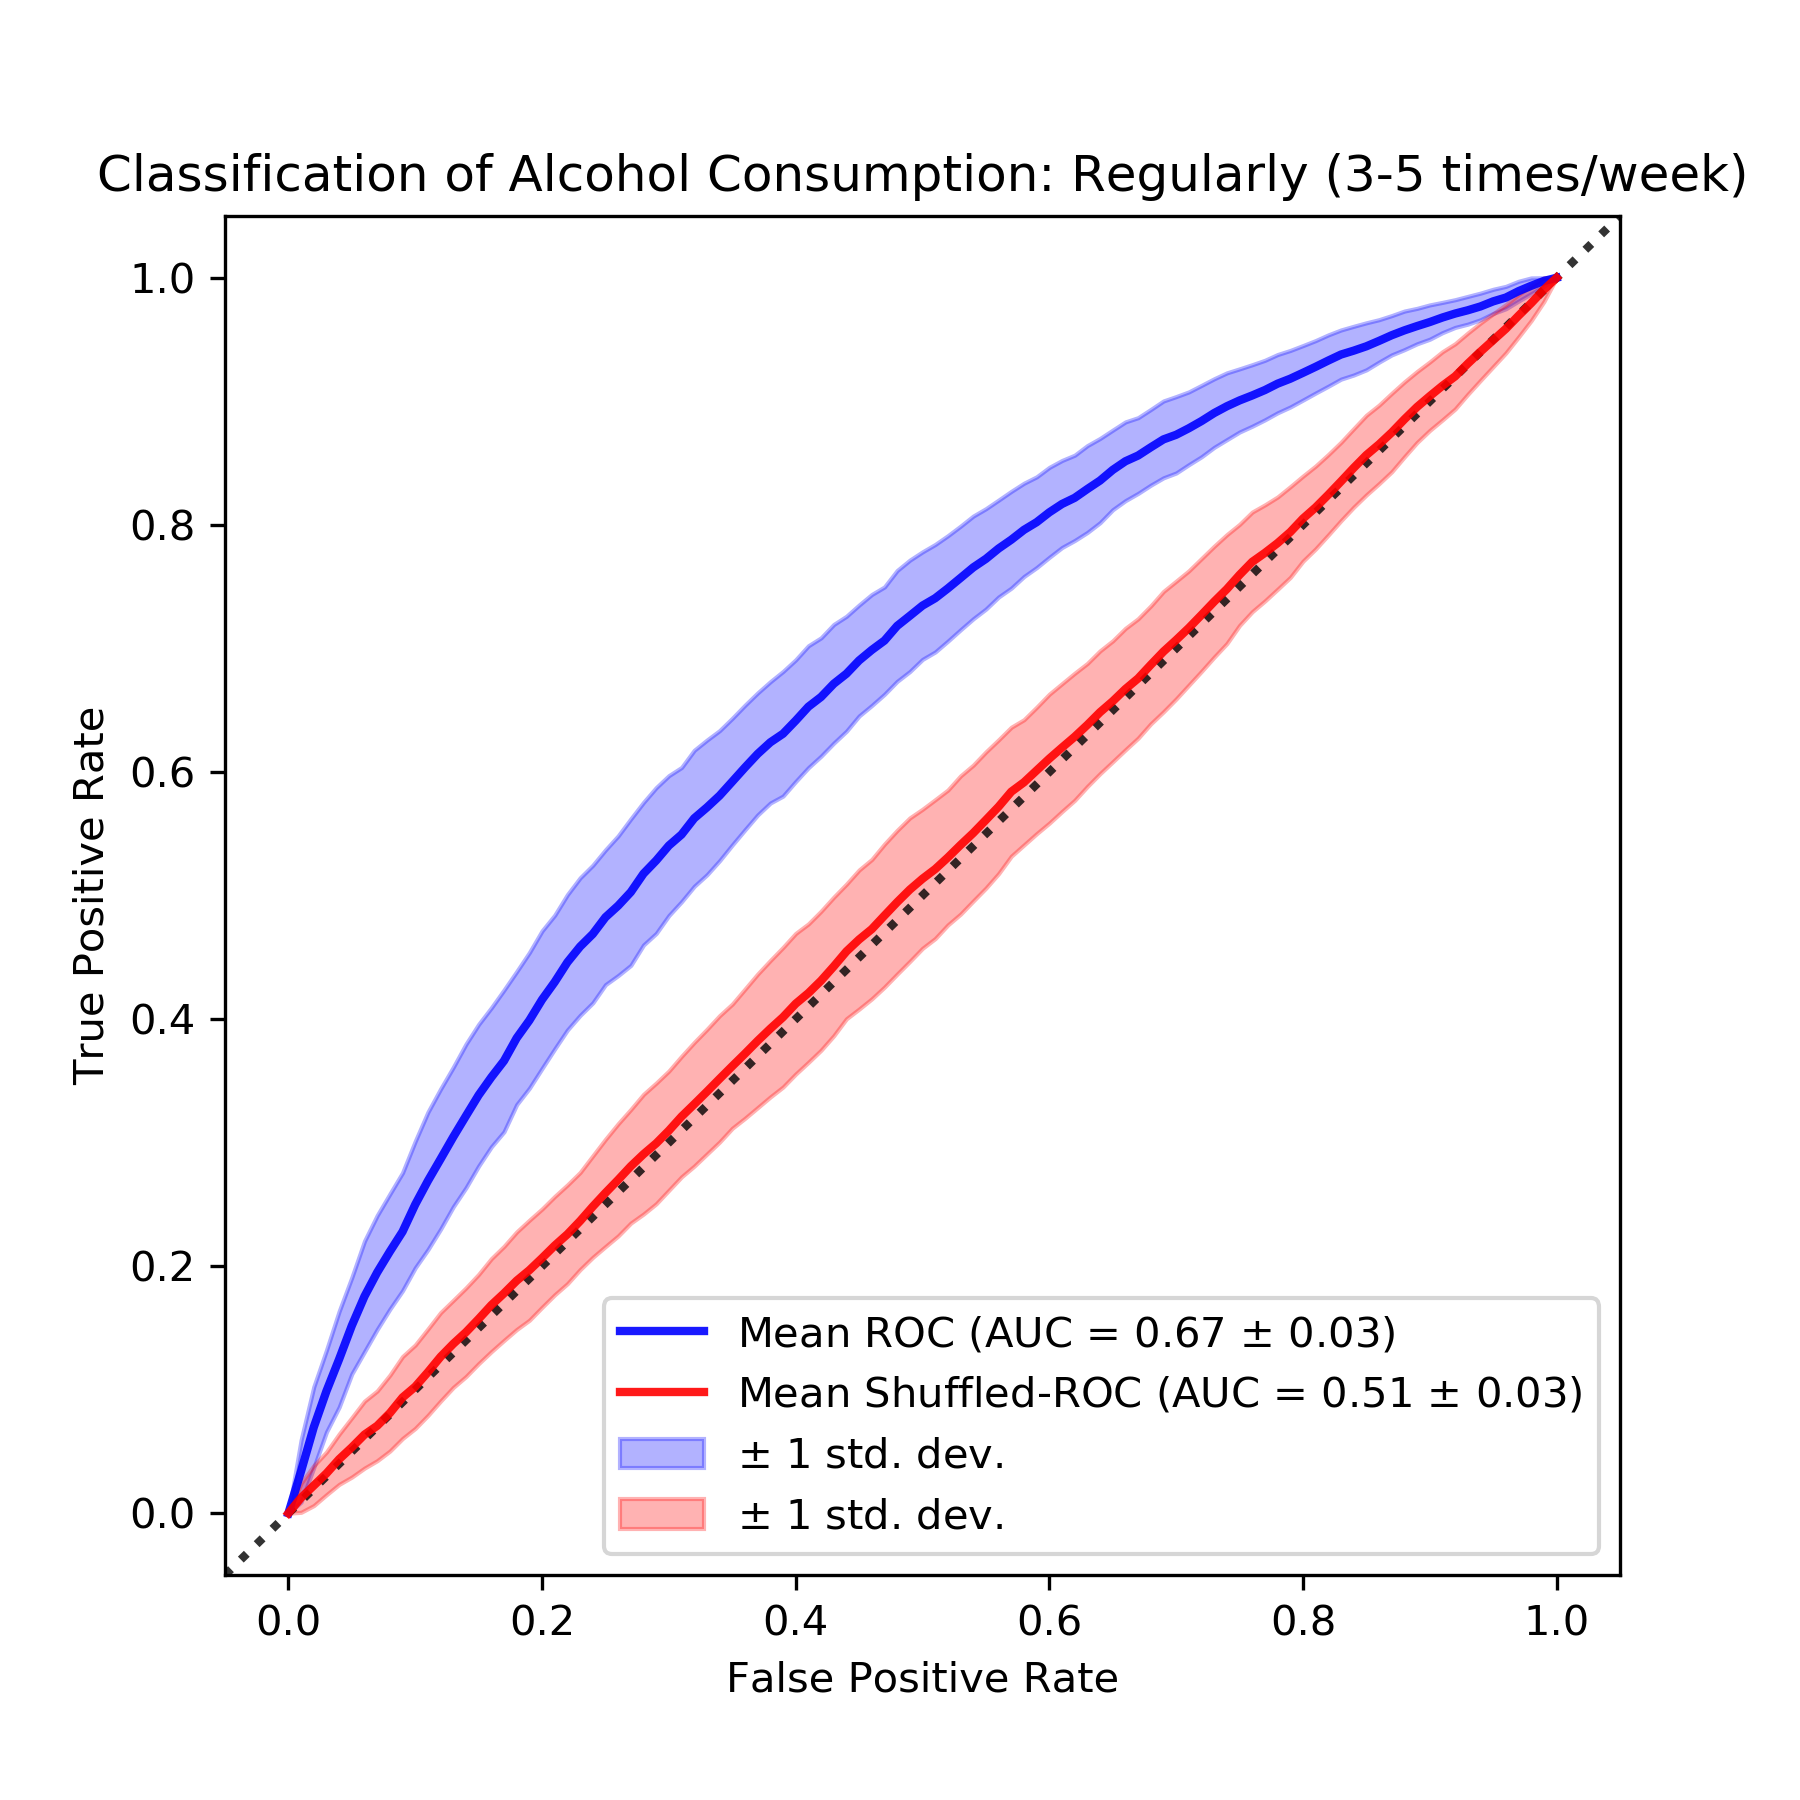 Classification of Alcohol Consumption: Regularly (3-5 times/week)
1.0
0.8
0.6
0.4
0.2
0.0
True Positive Rate
Mean ROC (AUC = 0.67 ± 0.03)
Mean Shuffled-ROC (AUC = 0.51 ± 0.03)
± 1 std. dev.
± 1 std. dev.
0.0 0.2 0.4 0.6 0.8 1.0
False Positive Rate